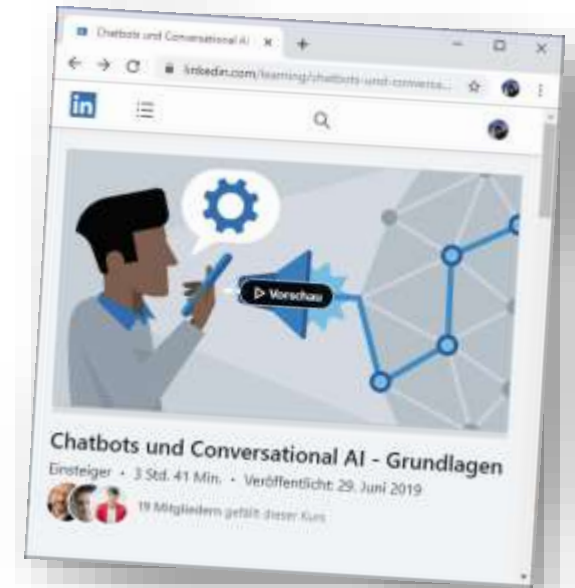 Chatbots und Conversational AI
linkedin.com/learning/chatbots-und-conversa...
in
Vorschau
Chatbots und Conversational AI - Grundlagen
Einsteiger • 3 Std. 41 Min. • Veröffentlicht: 29. Juni 2019
19 Mitgliedern gefällt dieser Kurs